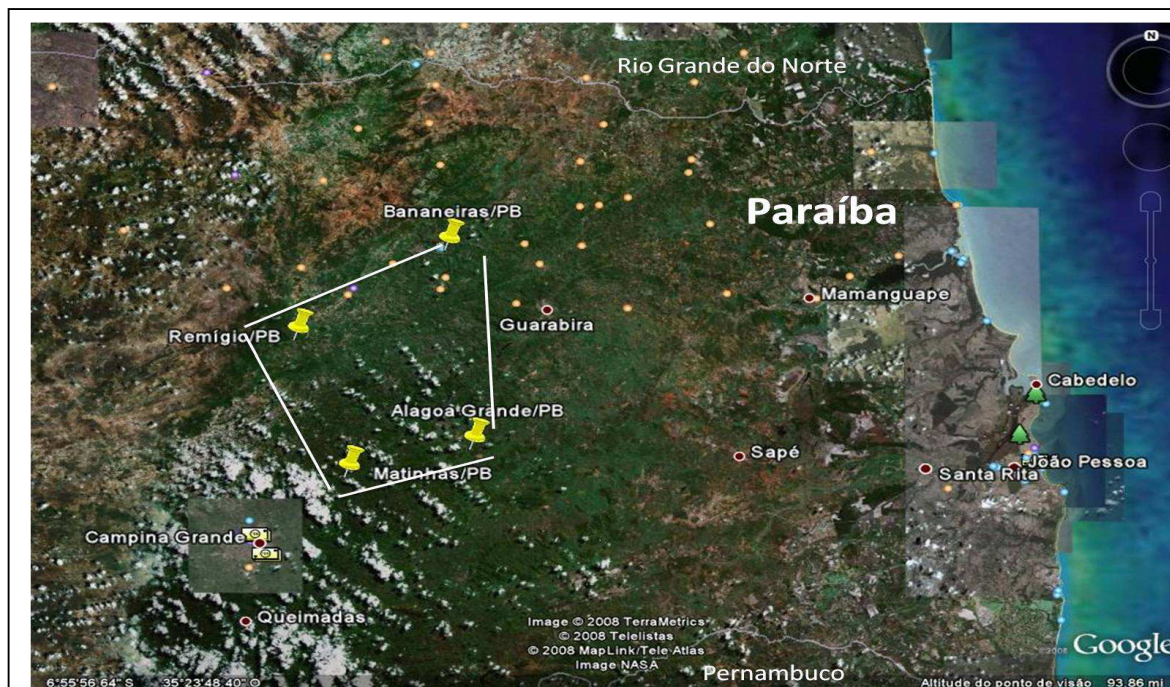 N
Rio Grande do Norte
Bananeiras/PB
Paraíba
Mamanguape
Guarabira
Remígio/PB
Cabedelo
Alagoa Grande/PB
Sapé
João Pessoa
Matinhas/PB
Santa Rita
Campina Grande
Queimadas
Image © 2008 TerraMetrics
© 2008 Telelistas
© 2008 MapLink/Tele Atlas
Image NASA
©2008 Google
Pernambuco
6°55'56.64" S 35°23'48.40" O
Altitude do ponto de visão 93.86 mi